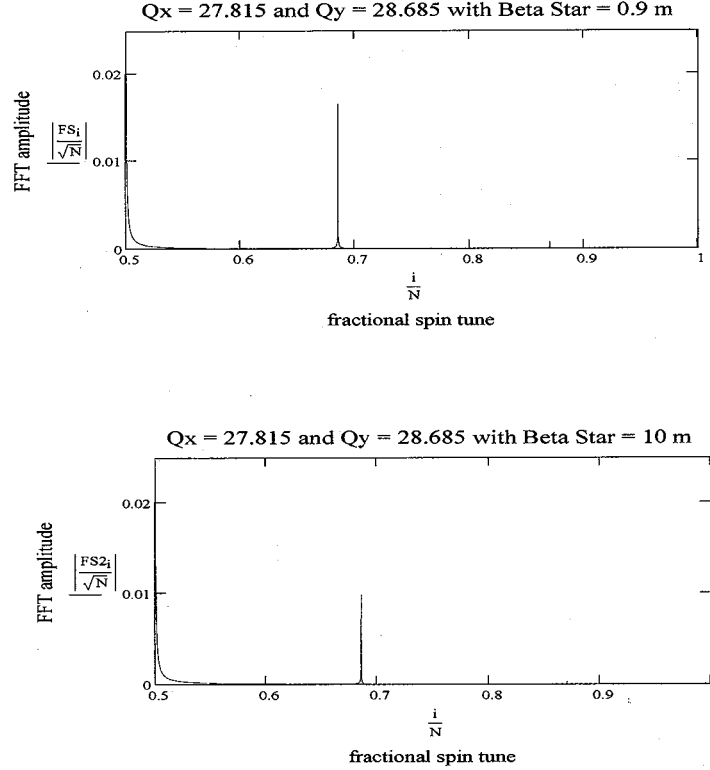 Qx = 27.815 and Qy = 28.685 with Beta Star = 0.9 m
FFT amplitude
|FSi/√N|
0.02
0.01
0
0.5 0.6 0.7 0.8 0.9 1
i/N
fractional spin tune
Qx = 27.815 and Qy = 28.685 with Beta Star = 10 m
FFT amplitude
|FS2i/√N|
0.02
0.01
0
0.5 0.6 0.7 0.8 0.9
i/N
fractional spin tune